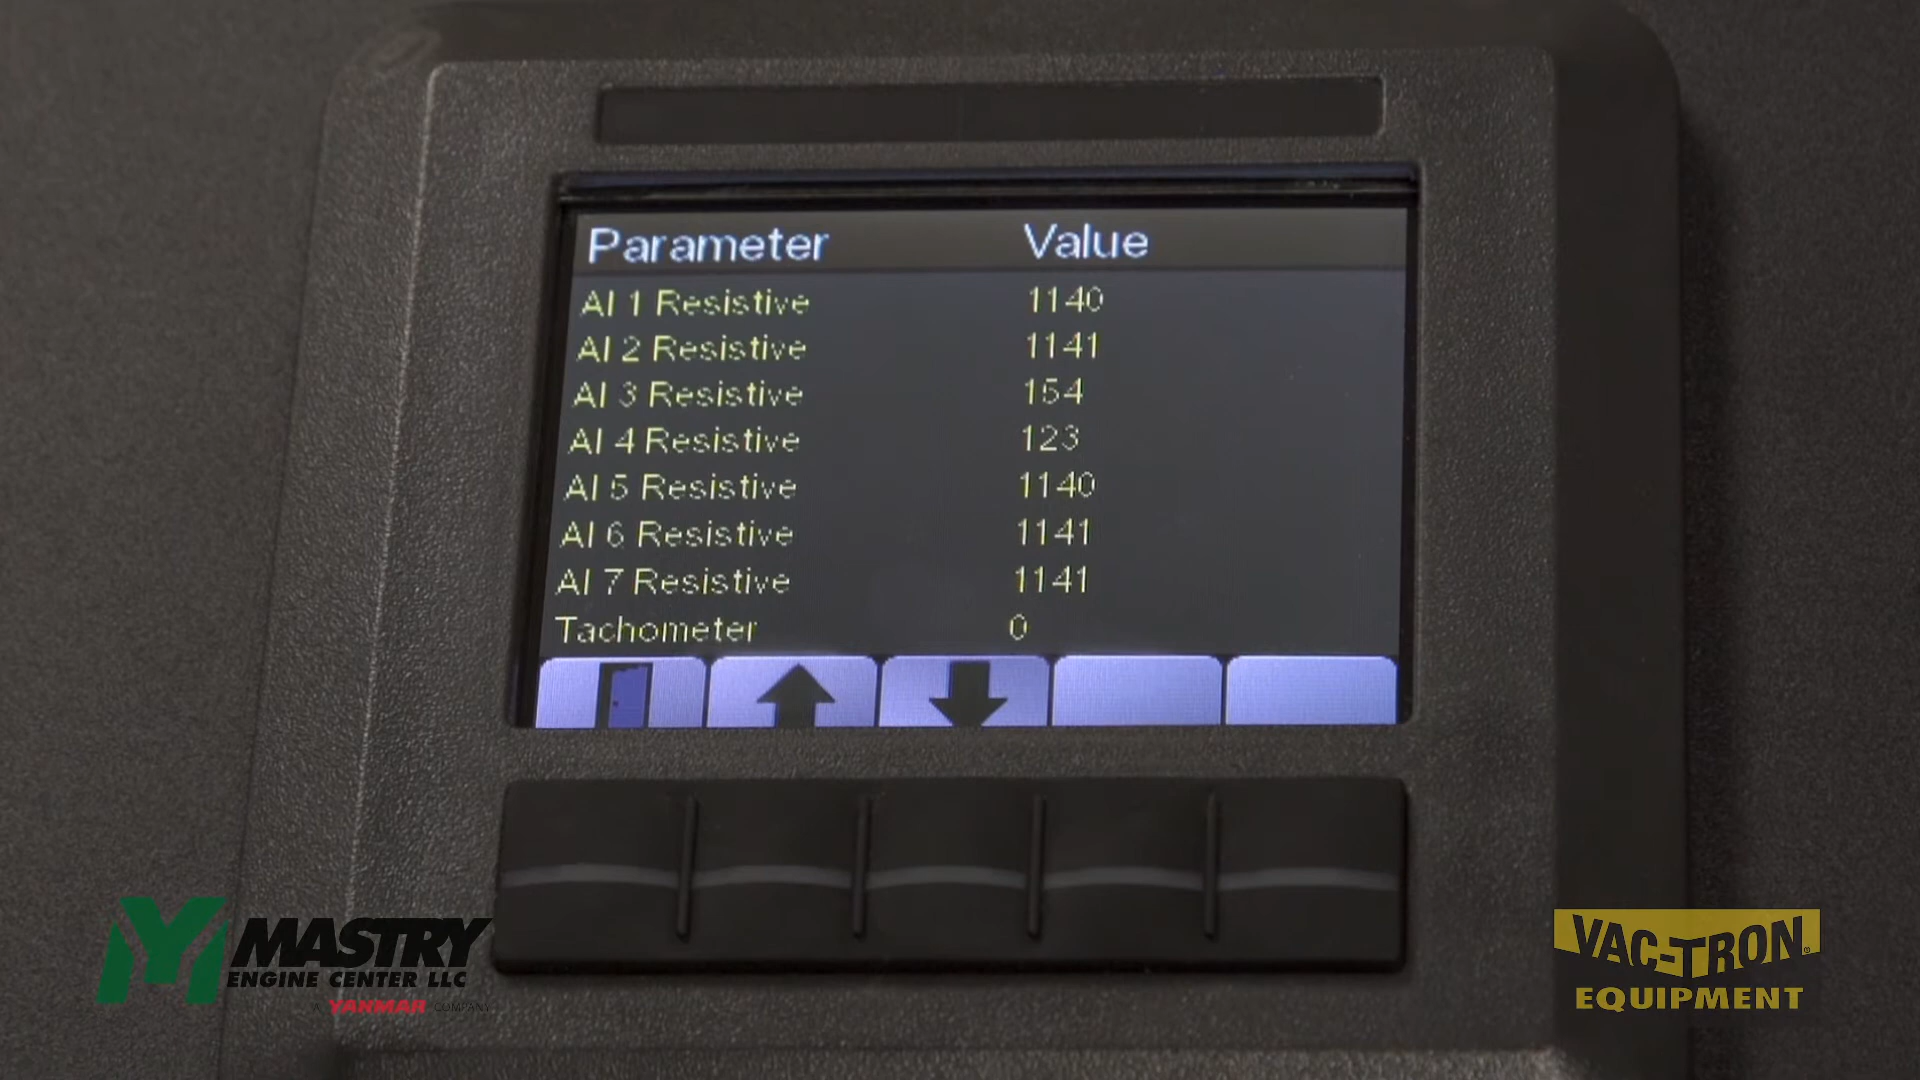 Parameter Value
AI 1 Resistive 1140
AI 2 Resistive 1141
AI 3 Resistive 154
AI 4 Resistive 123
AI 5 Resistive 1140
AI 6 Resistive 1141
AI 7 Resistive 1141
Tachometer 0
MASTRY
ENGINE CENTER LLC
A YANMAR COMPANY
VAC-TRON®
EQUIPMENT